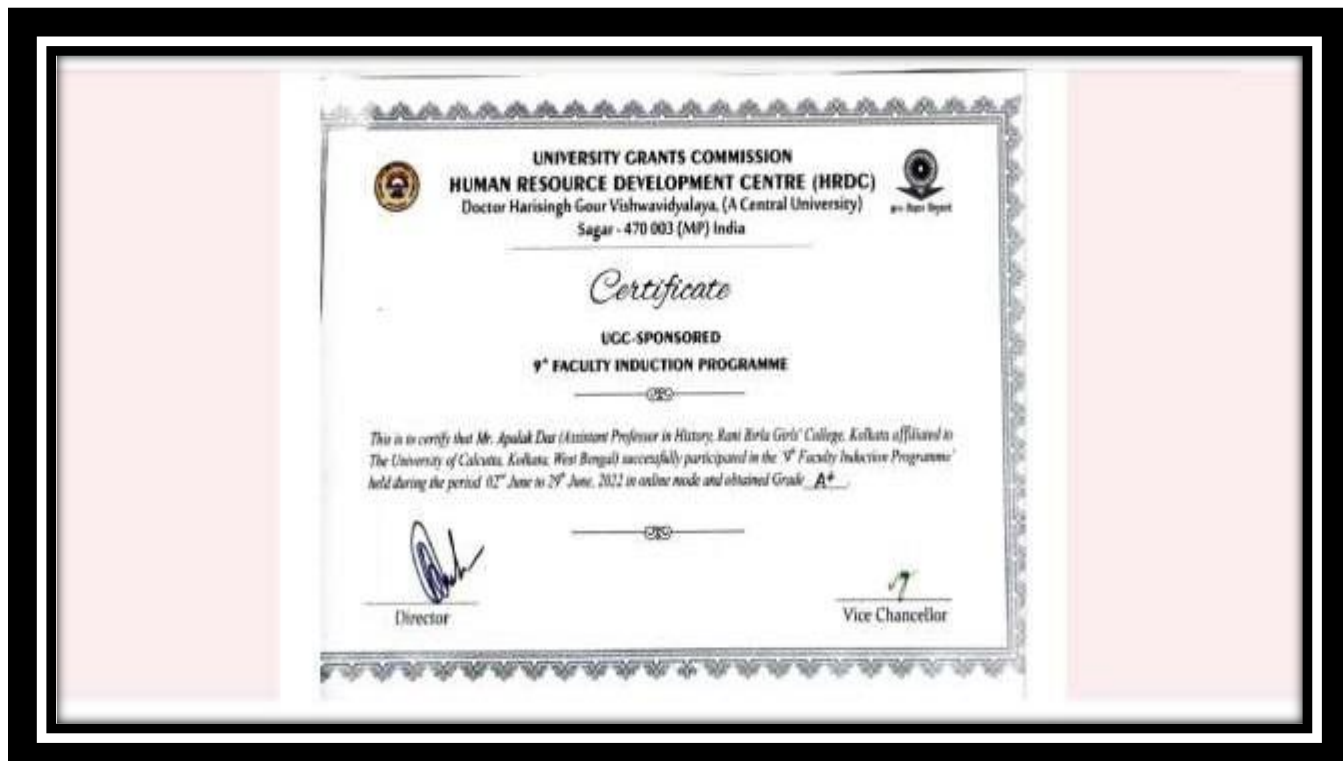 UNIVERSITY GRANTS COMMISSION
HUMAN RESOURCE DEVELOPMENT CENTRE (HRDC)
Doctor Harisingh Gour Vishwavidyalaya, (A Central University)
Sagar - 470 003 (MP) India
Certificate
UGC-SPONSORED
9th FACULTY INDUCTION PROGRAMME
This is to certify that Mr. Apalak Das (Assistant Professor in History, Rani Birla Girls' College, Kolkata affiliated to
The University of Calcutta, Kolkata, West Bengal) successfully participated in the '9th Faculty Induction Programme'
held during the period 02nd June to 29th June, 2022 in online mode and obtained Grade A+
Director
Vice Chancellor